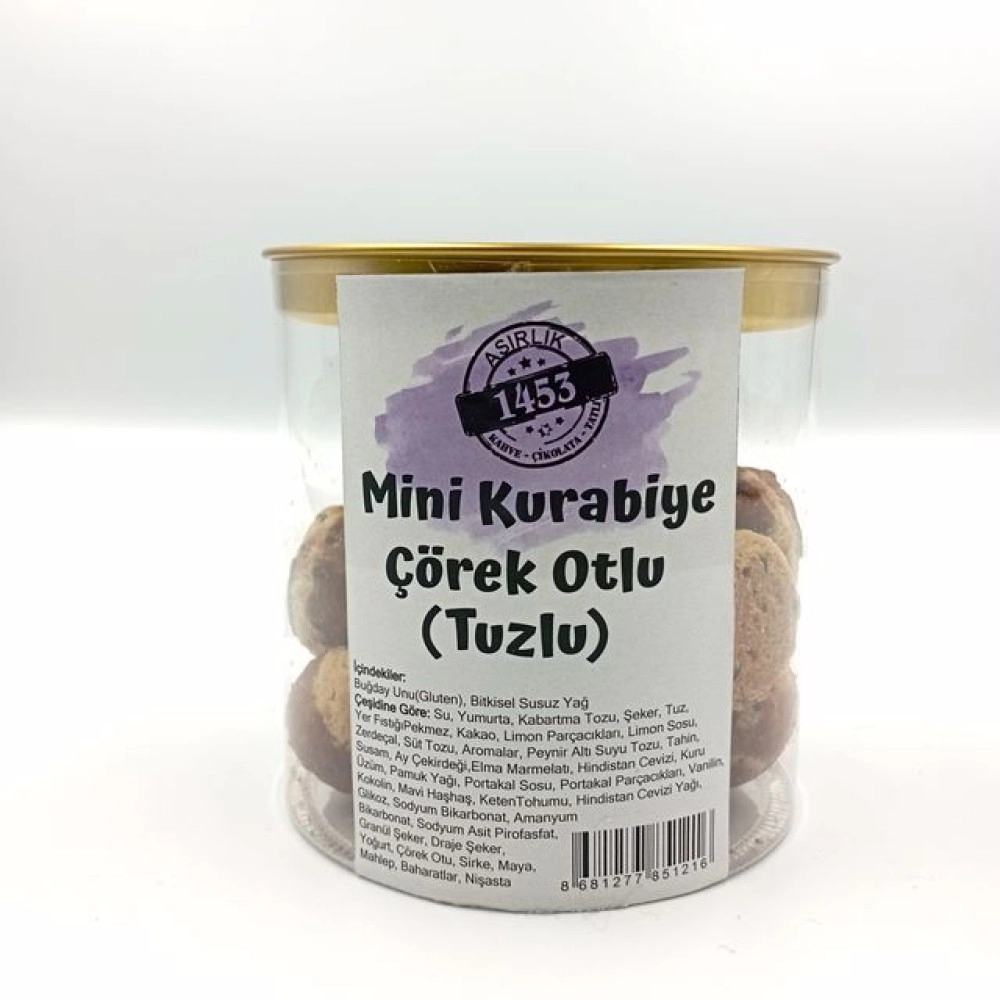 ASIRLIK
1453
KAHVE - ÇİKOLATA - TATLI
Mini Kurabiye
Çörek Otlu
(Tuzlu)
İçindekiler:
Buğday Unu(Gluten), Bitkisel Susuz Yağ
Çeşidine Göre: Su, Yumurta, Kabartma Tozu, Şeker, Tuz,
Yer FıstığıPekmez, Kakao, Limon Parçacıkları, Limon Sosu,
Zerdeçal, Süt Tozu, Aromalar, Peynir Altı Suyu Tozu, Tahin,
Susam, Ay Çekirdeği,Elma Marmelatı, Hindistan Cevizi, Kuru
Üzüm, Pamuk Yağı, Portakal Sosu, Portakal Parçacıkları, Vanilin,
Kokolin, Mavi Haşhaş, KetenTohumu, Hindistan Cevizi Yağı,
Glikoz, Sodyum Bikarbonat, Amanyum
Bikarbonat, Sodyum Asit Pirofasfat,
Granül Şeker, Draje Şeker,
Yoğurt, Çörek Otu, Sirke, Maya,
Mahlep, Baharatlar, Nişasta
8 681277 851216